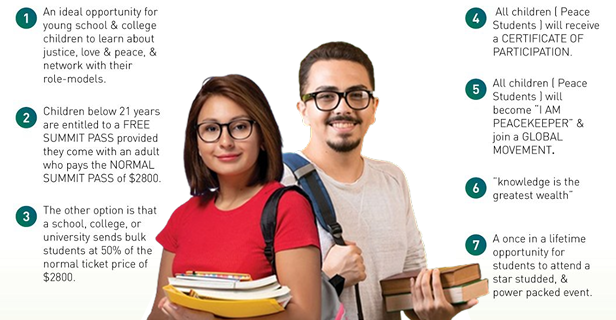 1
An ideal opportunity for
young school & college
children to learn about
justice, love & peace, &
network with their
role-models.
2
Children below 21 years
are entitled to a FREE
SUMMIT PASS provided
they come with an adult
who pays the NORMAL
SUMMIT PASS of $2800.
3
The other option is that
a school, college, or
university sends bulk
students at 50% of the
normal ticket price of
$2800.
4
All children ( Peace
Students ) will receive
a CERTIFICATE OF
PARTICIPATION.
5
All children ( Peace
Students ) will
become "I AM
PEACEKEEPER" &
join a GLOBAL
MOVEMENT.
6
"knowledge is the
greatest wealth"
7
A once in a lifetime
opportunity for
students to attend a
star studded, &
power packed event.